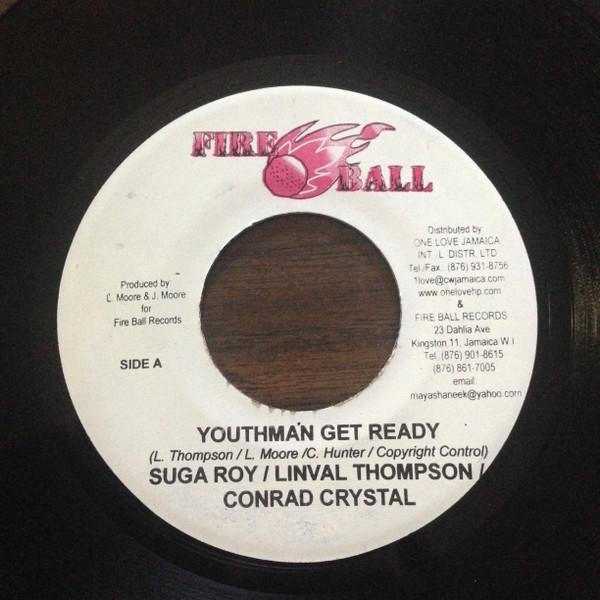 FIRE BALL
Produced by:
L. Moore & J. Moore
for
Fire Ball Records
SIDE A
Distributed by:
ONE LOVE JAMAICA
INT'L DISTR. LTD
Tel./Fax.: (876) 931-8756
1love@cwjamaica.com
www.onelovehp.com
&
FIRE BALL RECORDS
23 Dahlia Ave
Kingston 11, Jamaica W.I
Tel. (876) 901-8615
(876) 861-7005
email:
mayashaneek@yahoo.com
YOUTHMAN GET READY
(L. Thompson / L. Moore /C. Hunter / Copyright Control)
SUGA ROY / LINVAL THOMPSON /
CONRAD CRYSTAL